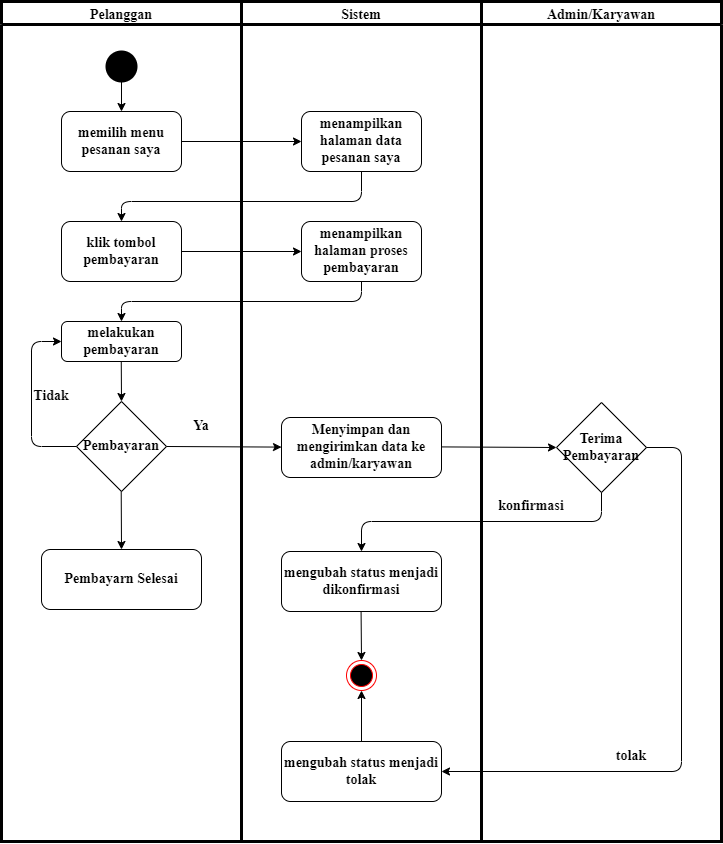 Pelanggan
Sistem
Admin/Karyawan
memilih menu
pesanan saya
menampilkan
halaman data
pesanan saya
klik tombol
pembayaran
menampilkan
halaman proses
pembayaran
melakukan
pembayaran
Tidak
Pembayaran
Ya
Menyimpan dan
mengirimkan data ke
admin/karyawan
Terima
Pembayaran
konfirmasi
Pembayarn Selesai
mengubah status menjadi
dikonfirmasi
mengubah status menjadi
tolak
tolak